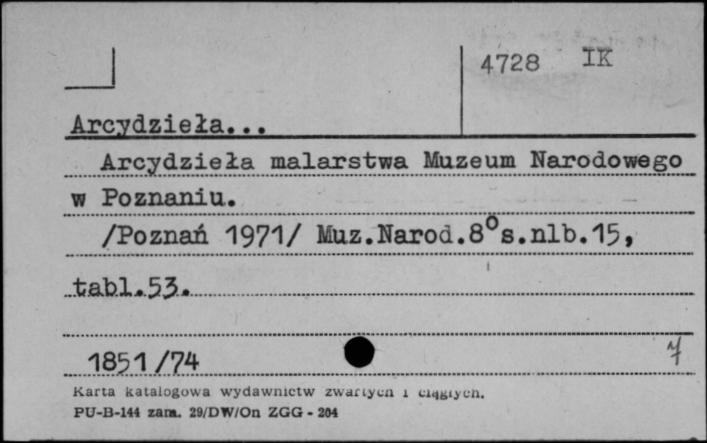 4728 IK
Arcydzieła...
Arcydzieła malarstwa Muzeum Narodowego
w Poznaniu.
/Poznań 1971/ Muz.Narod.8°s.nlb.15,
tabl.53.
1851/74 7
Karta katalogowa wydawnictw zwartych i ciągłych.
PU-B-144 zam. 29/DW/On ZGG - 204